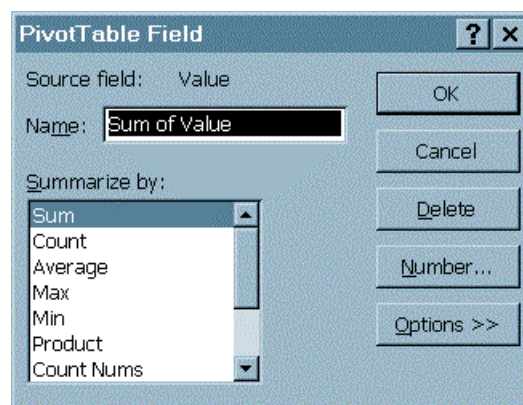 PivotTable Field
Source field: Value
Name: Sum of Value
Summarize by:
Sum
Count
Average
Max
Min
Product
Count Nums
OK
Cancel
Delete
Number...
Options >>